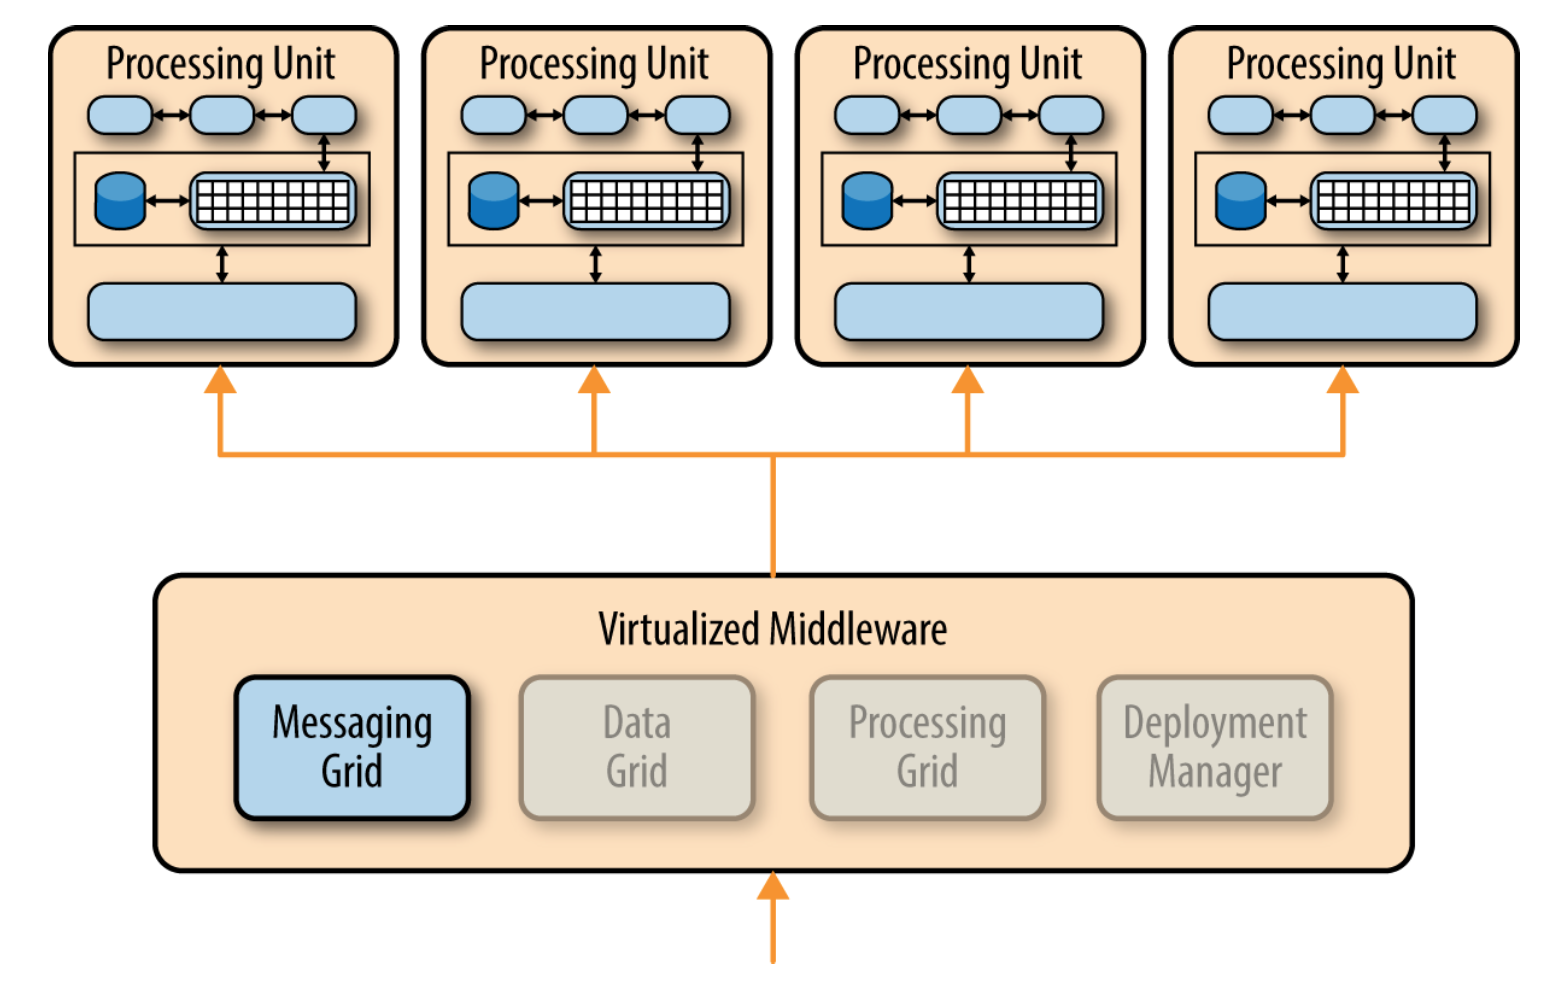 Processing Unit
Processing Unit
Processing Unit
Processing Unit
Virtualized Middleware
Messaging
Grid
Data
Grid
Processing
Grid
Deployment
Manager